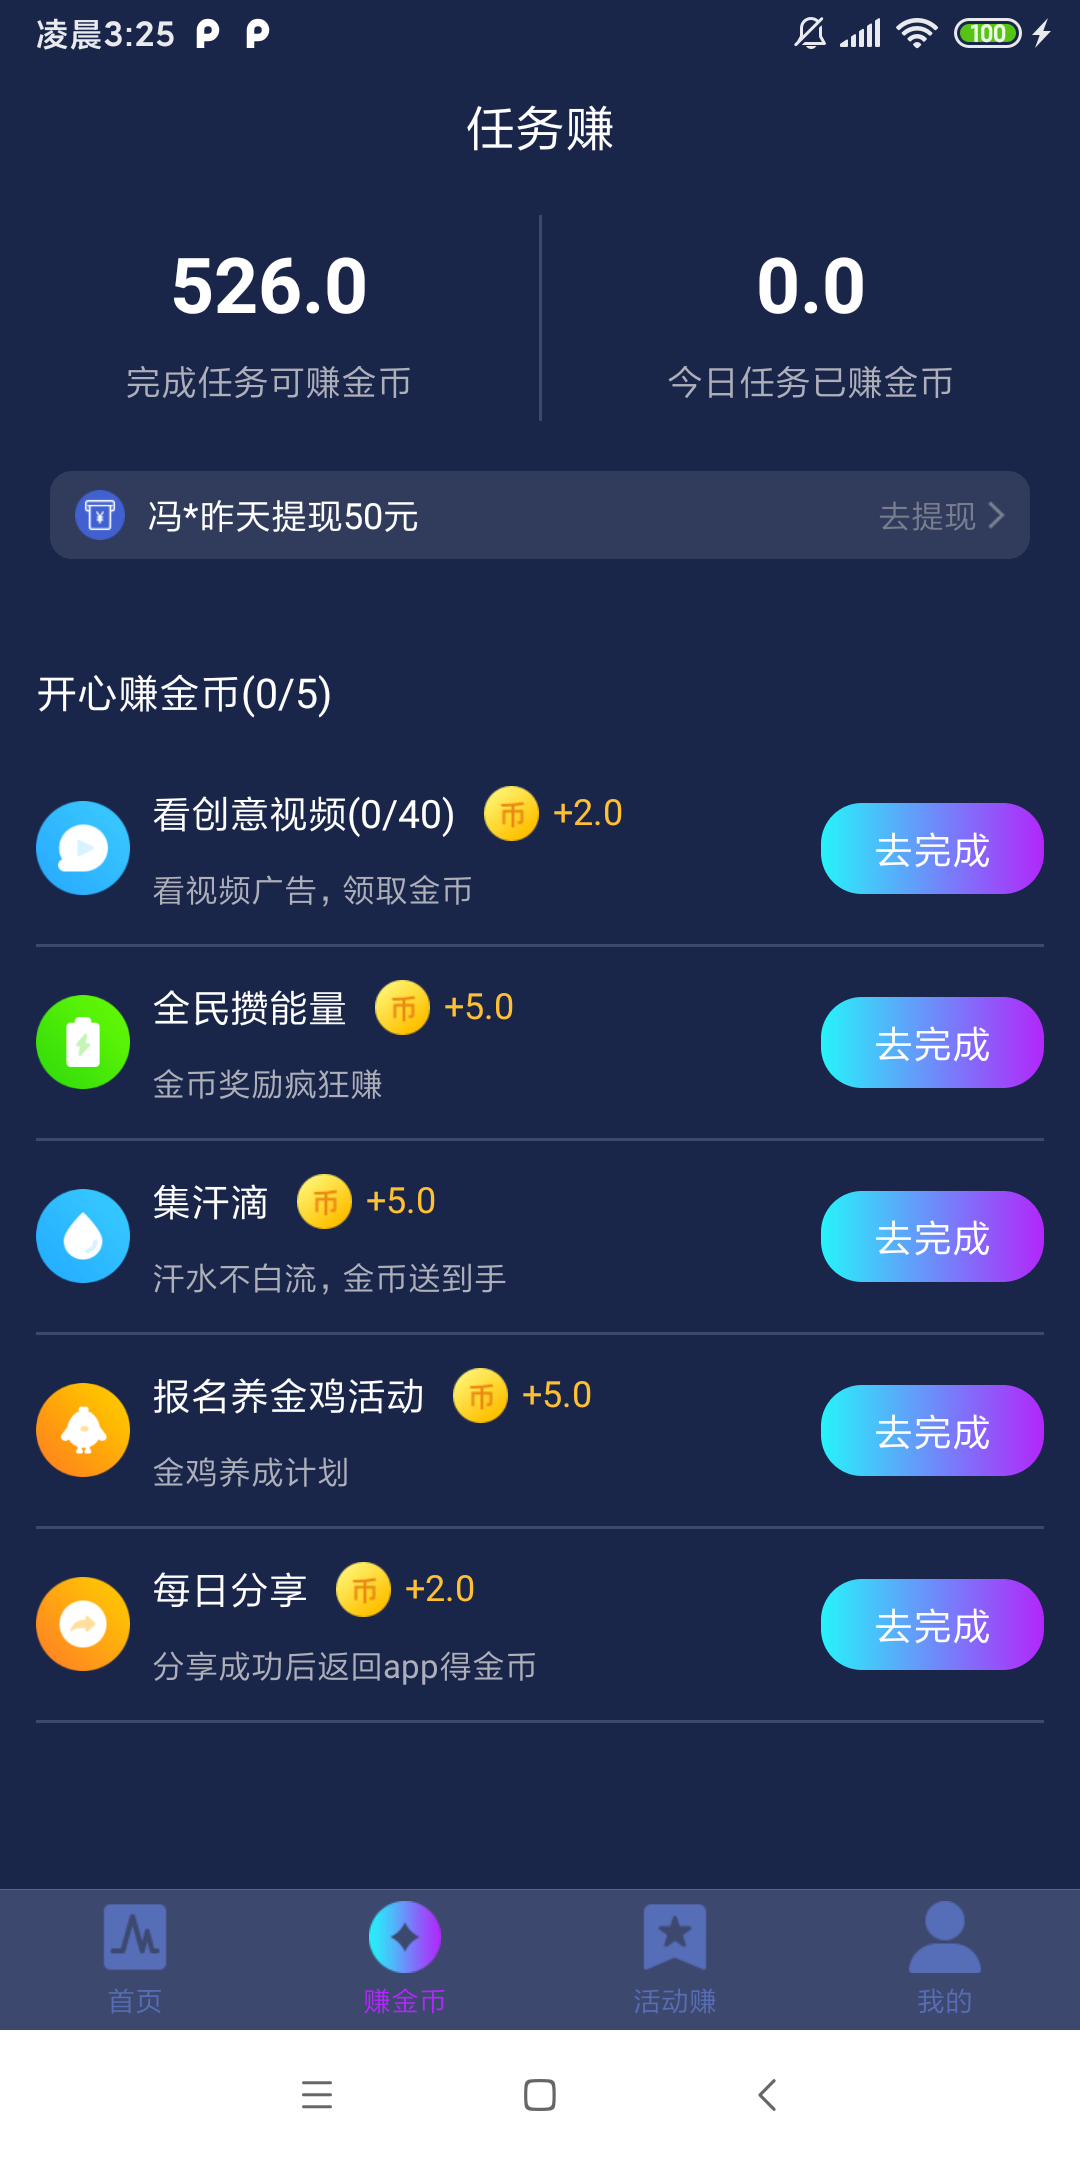 凌晨3:25
100
任务赚
526.0
0.0
完成任务可赚金币
今日任务已赚金币
冯*昨天提现50元
去提现
开心赚金币(0/5)
看创意视频(0/40) 币 +2.0
看视频广告，领取金币
去完成
全民攒能量 币 +5.0
金币奖励疯狂赚
去完成
集汗滴 币 +5.0
汗水不白流，金币送到手
去完成
报名养金鸡活动 币 +5.0
金鸡养成计划
去完成
每日分享 币 +2.0
分享成功后返回app得金币
去完成
首页
赚金币
活动赚
我的